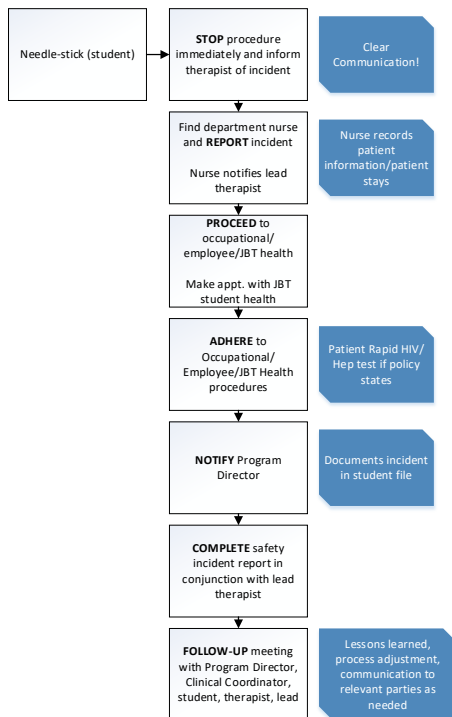 Needle-stick (student)
STOP procedure
immediately and inform
therapist of incident
Clear
Communication!
Find department nurse
and REPORT incident
Nurse notifies lead
therapist
Nurse records
patient
information/patient
stays
PROCEED to
occupational/
employee/JBT health
Make appt. with JBT
student health
ADHERE to
Occupational/
Employee/JBT Health
procedures
Patient Rapid HIV/
Hep test if policy
states
NOTIFY Program
Director
Documents incident
in student file
COMPLETE safety
incident report in
conjunction with lead
therapist
FOLLOW-UP meeting
with Program Director,
Clinical Coordinator,
student, therapist, lead
Lessons learned,
process adjustment,
communication to
relevant parties as
needed